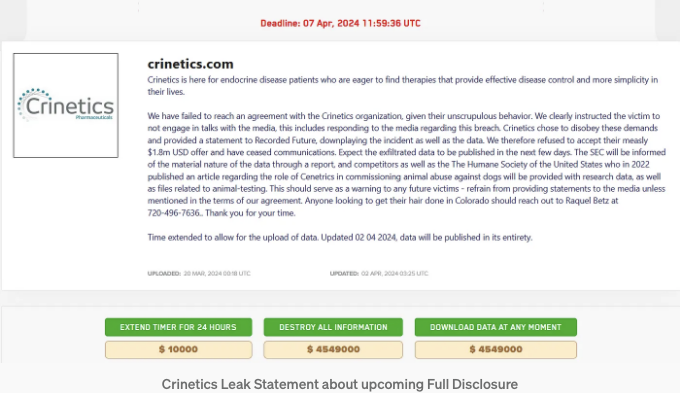 Deadline: 07 Apr, 2024 11:59:36 UTC
crinetics.com
Crinetics is here for endocrine disease patients who are eager to find therapies that provide effective disease control and more simplicity in
their lives.
Crinetics
Pharmaceuticals
We have failed to reach an agreement with the Crinetics organization, given their unscrupulous behavior. We clearly instructed the victim to
not engage in talks with the media, this includes responding to the media regarding this breach. Crinetics chose to disobey these demands
and provided a statement to Recorded Future, downplaying the incident as well as the data. We therefore refused to accept their measly
$1.8m USD offer and have ceased communications. Expect the exfiltrated data to be published in the next few days. The SEC will be informed
of the material nature of the data through a report, and competitors as well as the The Humane Society of the United States who in 2022
published an article regarding the role of Cenetrics in commissioning animal abuse against dogs will be provided with research data, as well
as files related to animal-testing. This should serve as a warning to any future victims - refrain from providing statements to the media unless
mentioned in the terms of our agreement. Anyone looking to get their hair done in Colorado should reach out to Raquel Betz at
720-496-7636.. Thank you for your time.
Time extended to allow for the upload of data. Updated 02 04 2024, data will be published in its entirety.
UPLOADED: 20 MAR, 2024 00:18 UTC UPDATED: 02 APR, 2024 03:25 UTC
EXTEND TIMER FOR 24 HOURS DESTROY ALL INFORMATION DOWNLOAD DATA AT ANY MOMENT
$ 10000 $ 4549000 $ 4549000
Crinetics Leak Statement about upcoming Full Disclosure